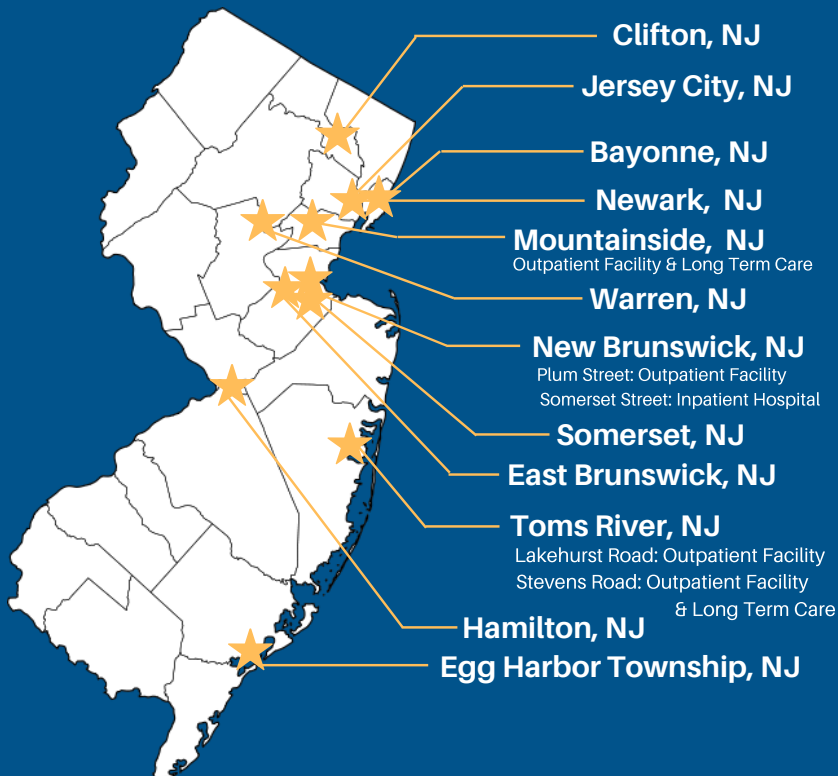 Clifton, NJ
Jersey City, NJ
Bayonne, NJ
Newark, NJ
Mountainside, NJ
Outpatient Facility & Long Term Care
Warren, NJ
New Brunswick, NJ
Plum Street: Outpatient Facility
Somerset Street: Inpatient Hospital
Somerset, NJ
East Brunswick, NJ
Toms River, NJ
Lakehurst Road: Outpatient Facility
Stevens Road: Outpatient Facility
& Long Term Care
Hamilton, NJ
Egg Harbor Township, NJ